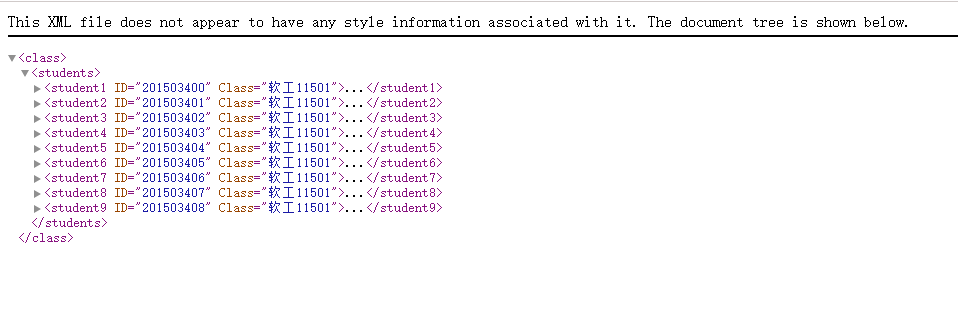 This XML file does not appear to have any style information associated with it. The document tree is shown below.
▼<class>
▼<students>
▶<student1 ID="201503400" Class="软工11501">...</student1>
▶<student2 ID="201503401" Class="软工11501">...</student2>
▶<student3 ID="201503402" Class="软工11501">...</student3>
▶<student4 ID="201503403" Class="软工11501">...</student4>
▶<student5 ID="201503404" Class="软工11501">...</student5>
▶<student6 ID="201503405" Class="软工11501">...</student6>
▶<student7 ID="201503406" Class="软工11501">...</student7>
▶<student8 ID="201503407" Class="软工11501">...</student8>
▶<student9 ID="201503408" Class="软工11501">...</student9>
</students>
</class>